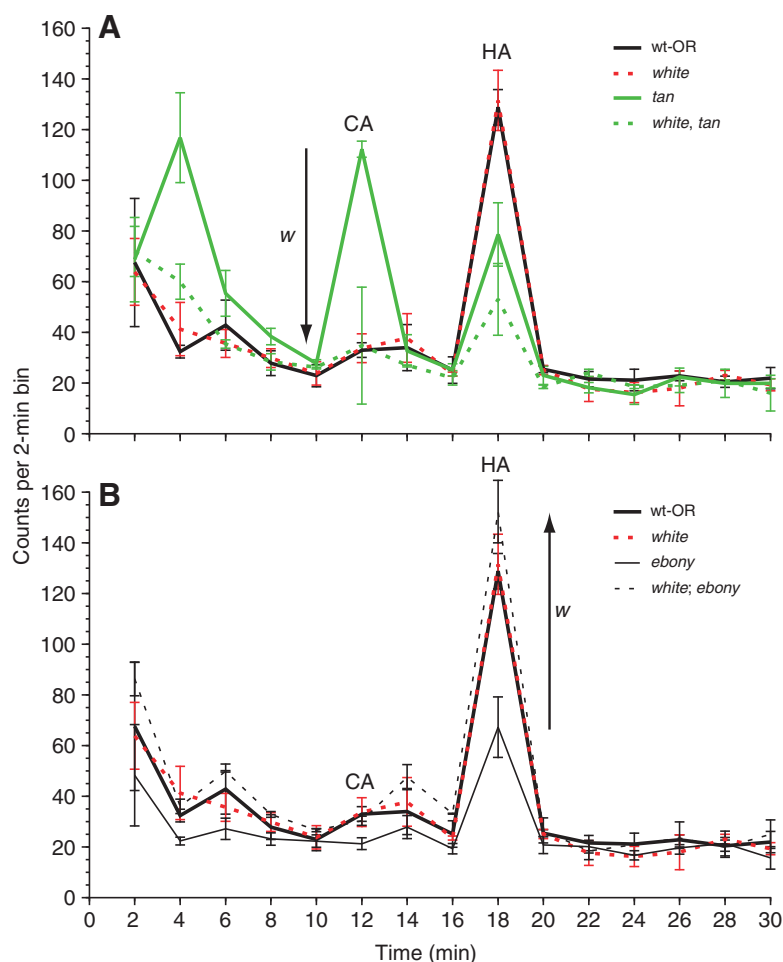 A
160
140
120
100
80
60
40
20
0
CA
HA
w
wt-OR
white
tan
white, tan
Counts per 2-min bin
B
160
140
120
100
80
60
40
20
0
CA
HA
w
wt-OR
white
ebony
white; ebony
0 2 4 6 8 10 12 14 16 18 20 22 24 26 28 30
Time (min)